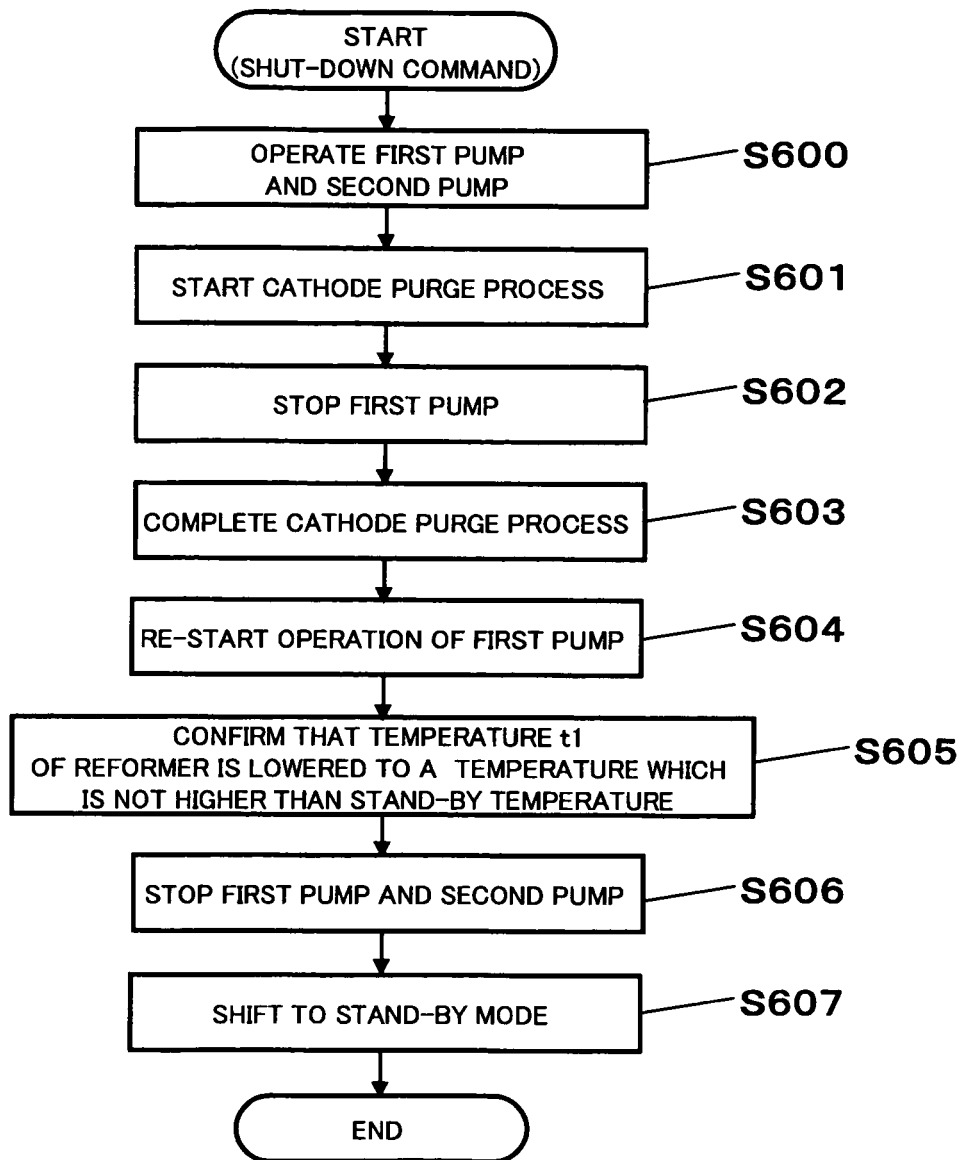 START
(SHUT-DOWN COMMAND)
OPERATE FIRST PUMP
AND SECOND PUMP
S600
START CATHODE PURGE PROCESS
S601
STOP FIRST PUMP
S602
COMPLETE CATHODE PURGE PROCESS
S603
RE-START OPERATION OF FIRST PUMP
S604
CONFIRM THAT TEMPERATURE t1
OF REFORMER IS LOWERED TO A TEMPERATURE WHICH
IS NOT HIGHER THAN STAND-BY TEMPERATURE
S605
STOP FIRST PUMP AND SECOND PUMP
S606
SHIFT TO STAND-BY MODE
S607
END